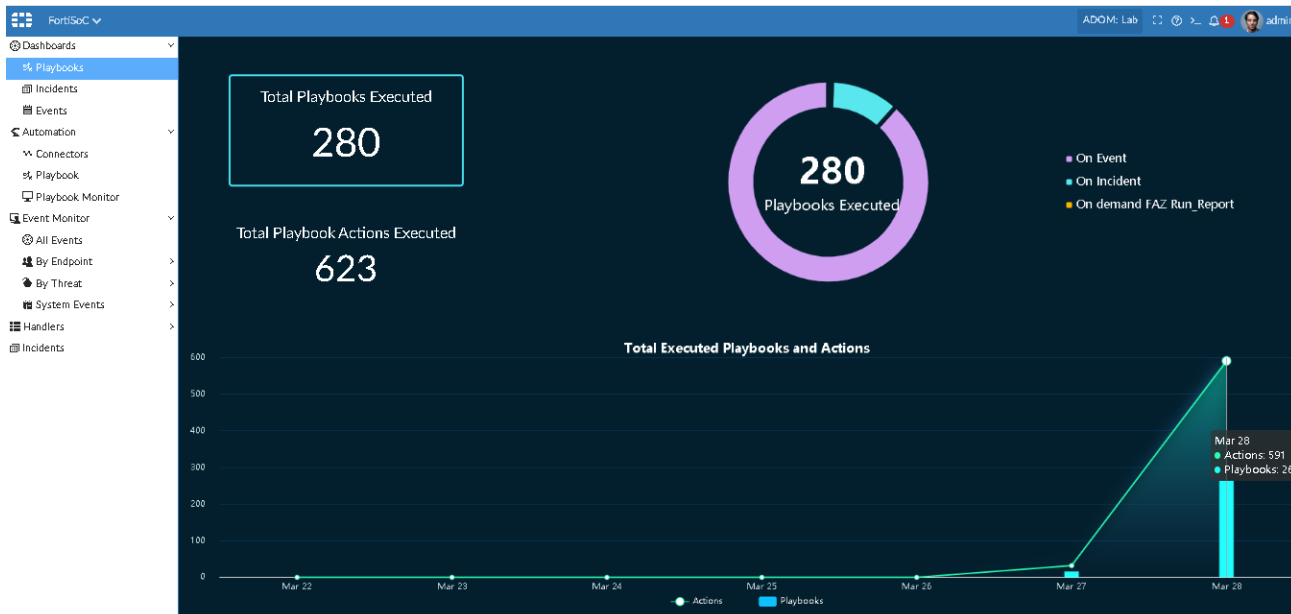 FortiSoC
ADOM: Lab
1
admin
Dashboards
Playbooks
Incidents
Events
Automation
Connectors
Playbook
Playbook Monitor
Event Monitor
All Events
By Endpoint
By Threat
System Events
Handlers
Incidents
Total Playbooks Executed
280
Total Playbook Actions Executed
623
280
Playbooks Executed
On Event
On Incident
On demand FAZ Run_Report
Total Executed Playbooks and Actions
600
500
400
300
200
100
0
Mar 22 Mar 23 Mar 24 Mar 25 Mar 26 Mar 27 Mar 28
Mar 28
Actions: 591
Playbooks: 26
Actions Playbooks